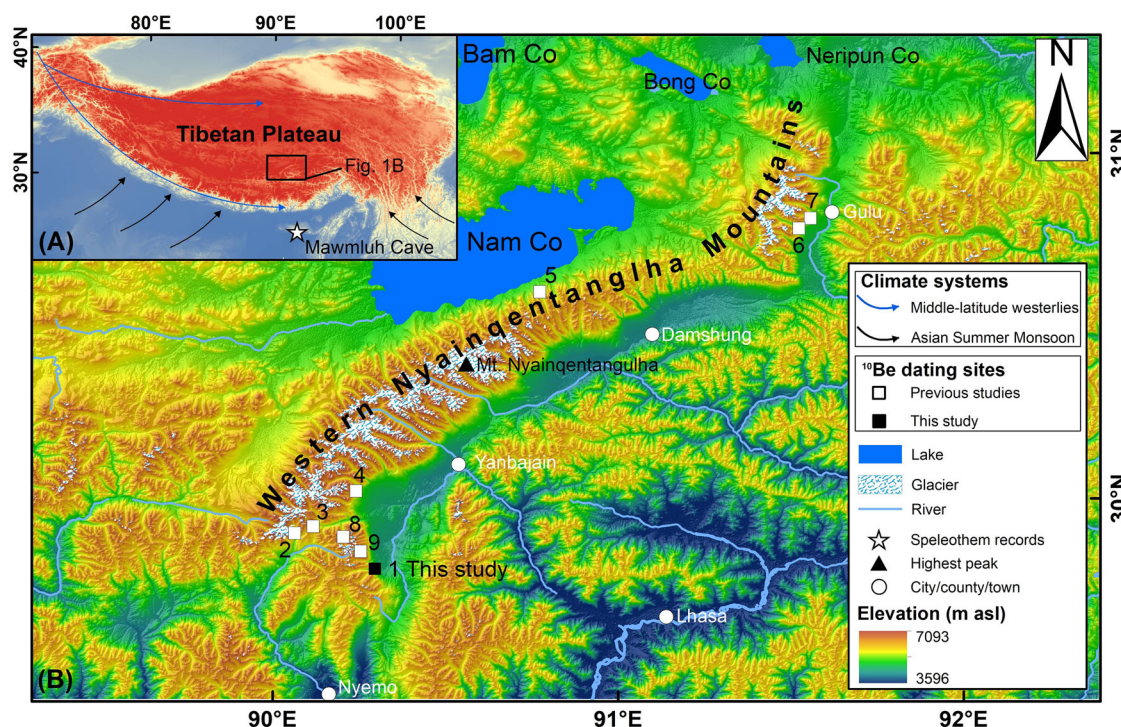 80°E 90°E 100°E
40°N
30°N
Tibetan Plateau
Fig. 1B
(A)
Mawmluh Cave
Bam Co
Bong Co
Neripun Co
N
31°N
Nam Co
Western Nyainqentanglha Mountains
7
Gulu
6
5
Damshung
Mt. Nyainqentangulha
Yanbajain
4
3
2
8
9
1 This study
30°N
Lhasa
Nyemo
(B)
Climate systems
Middle-latitude westerlies
Asian Summer Monsoon
¹⁰Be dating sites
Previous studies
This study
Lake
Glacier
River
Speleothem records
Highest peak
City/county/town
Elevation (m asl)
7093
3596
90°E 91°E 92°E